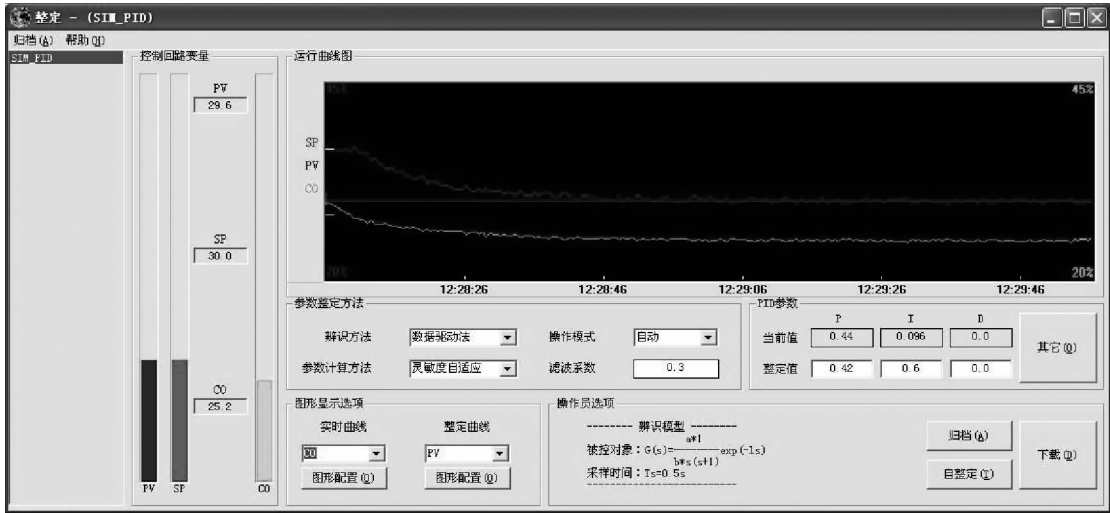 整定 - (SIM_PID)
归档(A) 帮助(H)
SIM_PID
控制回路变量
PV
29.6
SP
30.0
CO
25.2
PV SP CO
运行曲线图
45% 45%
SP
PV
CO
20% 20%
12:28:26 12:28:46 12:29:06 12:29:26 12:29:46
参数整定方法
辨识方法 数据驱动法 操作模式 自动
参数计算方法 灵敏度自适应 滤波系数 0.3
PID参数
P I D
当前值 0.44 0.096 0.0
整定值 0.42 0.6 0.0
其它(Q)
图形显示选项
实时曲线 整定曲线
CO PV
图形配置(Q) 图形配置(Q)
操作员选项
-------- 辨识模型 --------
a*1
被控对象:G(s)=--------exp(-1s)
b*s(s+1)
采样时间:Ts=0.5s
--------------------------
归档(A)
自整定(I)
下载(D)